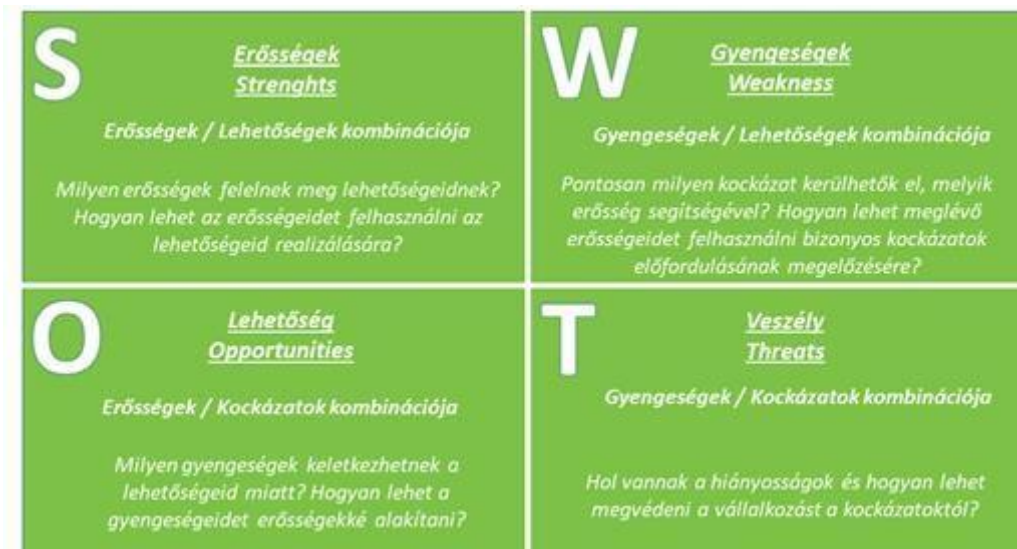 S
Erősségek
Strenghts
Erősségek / Lehetőségek kombinációja
Milyen erősségek felelnek meg lehetőségeidnek?
Hogyan lehet az erősségeidet felhasználni az
lehetőségeid realizálására?
W
Gyengeségek
Weakness
Gyengeségek / Lehetőségek kombinációja
Pontosan milyen kockázat kerülhetők el, melyik
erősség segítségével? Hogyan lehet meglévő
erősségeidet felhasználni bizonyos kockázatok
előfordulásának megelőzésére?
O
Lehetőség
Opportunities
Erősségek / Kockázatok kombinációja
Milyen gyengeségek keletkezhetnek a
lehetőségeid miatt? Hogyan lehet a
gyengeségeidet erősségekké alakítani?
T
Veszély
Threats
Gyengeségek / Kockázatok kombinációja
Hol vannak a hiányosságok és hogyan lehet
megvédeni a vállalkozást a kockázatoktól?